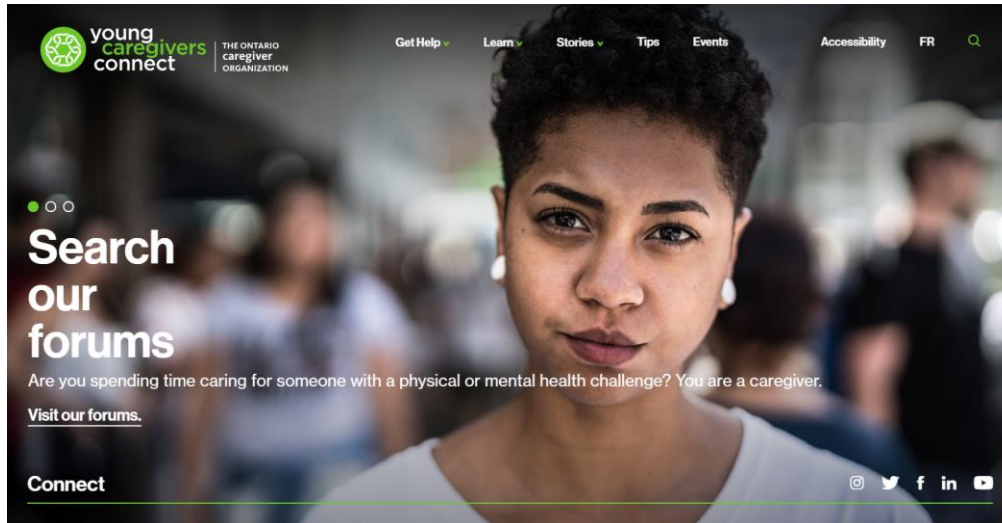 young
caregivers
connect
THE ONTARIO
caregiver
ORGANIZATION
Get Help
Learn
Stories
Tips
Events
Accessibility
FR
Search
our
forums
Are you spending time caring for someone with a physical or mental health challenge? You are a caregiver.
Visit our forums.
Connect